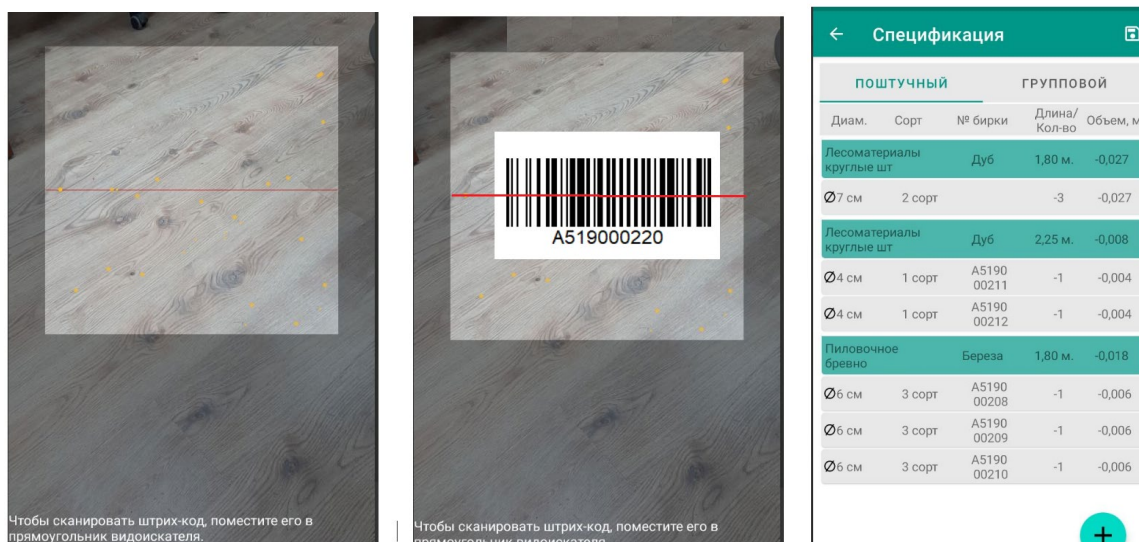 Чтобы сканировать штрих-код, поместите его в
прямоугольник видоискателя.
A519000220
Чтобы сканировать штрих-код, поместите его в
прямоугольник видоискателя.
Спецификация
ПОШТУЧНЫЙ ГРУППОВОЙ
Диам. Сорт № бирки Длина/ Кол-во Объем, м
Лесоматериалы
круглые шт Дуб 1,80 м. -0,027
Ø7 см 2 сорт -3 -0,027
Лесоматериалы
круглые шт Дуб 2,25 м. -0,008
Ø4 см 1 сорт A5190
00211 -1 -0,004
Ø4 см 1 сорт A5190
00212 -1 -0,004
Пиловочное
бревно Береза 1,80 м. -0,018
Ø6 см 3 сорт A5190
00208 -1 -0,006
Ø6 см 3 сорт A5190
00209 -1 -0,006
Ø6 см 3 сорт A5190
00210 -1 -0,006
+